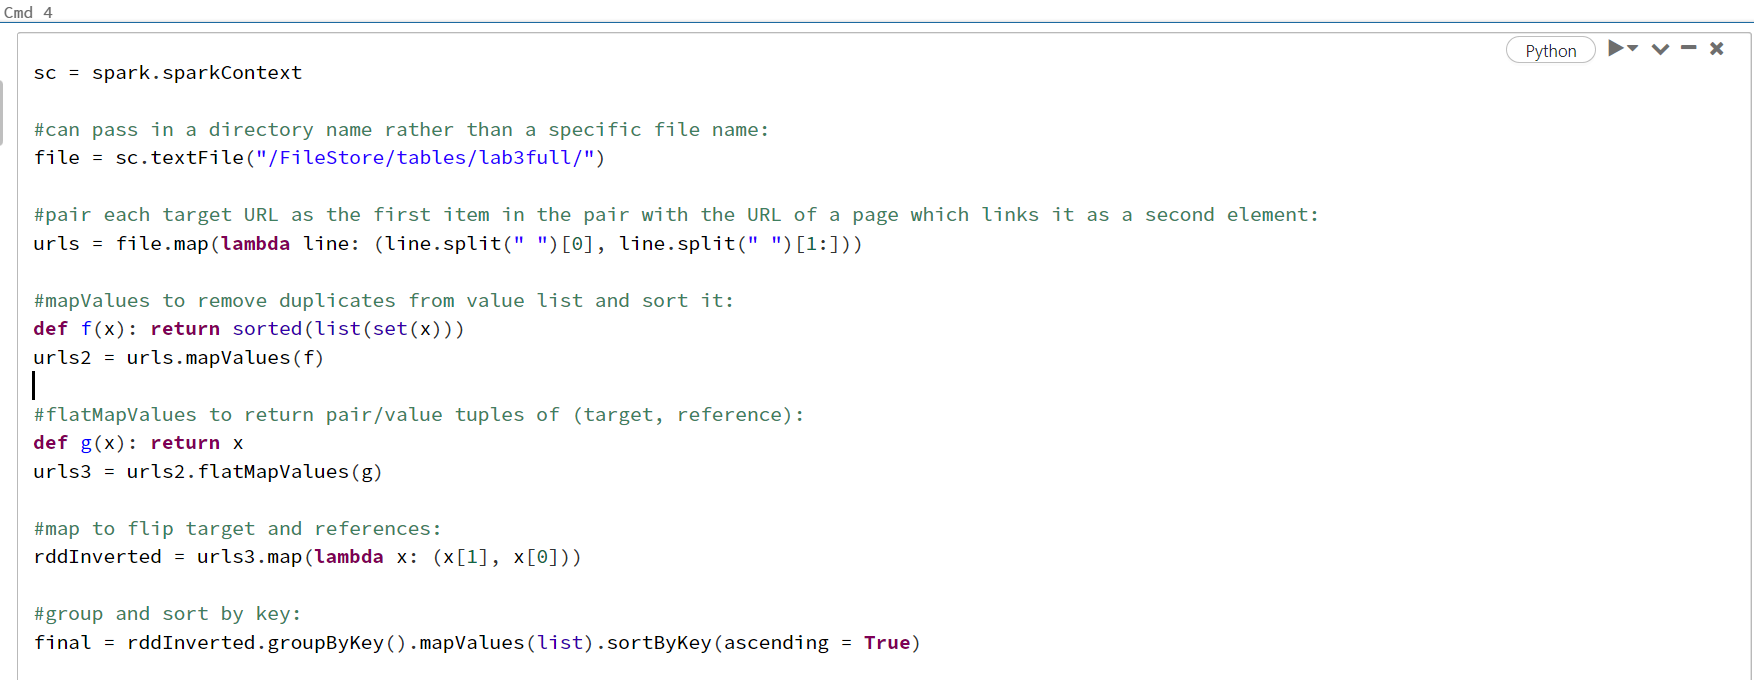 Cmd 4
Python
sc = spark.sparkContext
#can pass in a directory name rather than a specific file name:
file = sc.textFile("/FileStore/tables/lab3full/")
#pair each target URL as the first item in the pair with the URL of a page which links it as a second element:
urls = file.map(lambda line: (line.split(" ")[0], line.split(" ")[1:]))
#mapValues to remove duplicates from value list and sort it:
def f(x): return sorted(list(set(x)))
urls2 = urls.mapValues(f)
#flatMapValues to return pair/value tuples of (target, reference):
def g(x): return x
urls3 = urls2.flatMapValues(g)
#map to flip target and references:
rddInverted = urls3.map(lambda x: (x[1], x[0]))
#group and sort by key:
final = rddInverted.groupByKey().mapValues(list).sortByKey(ascending = True)